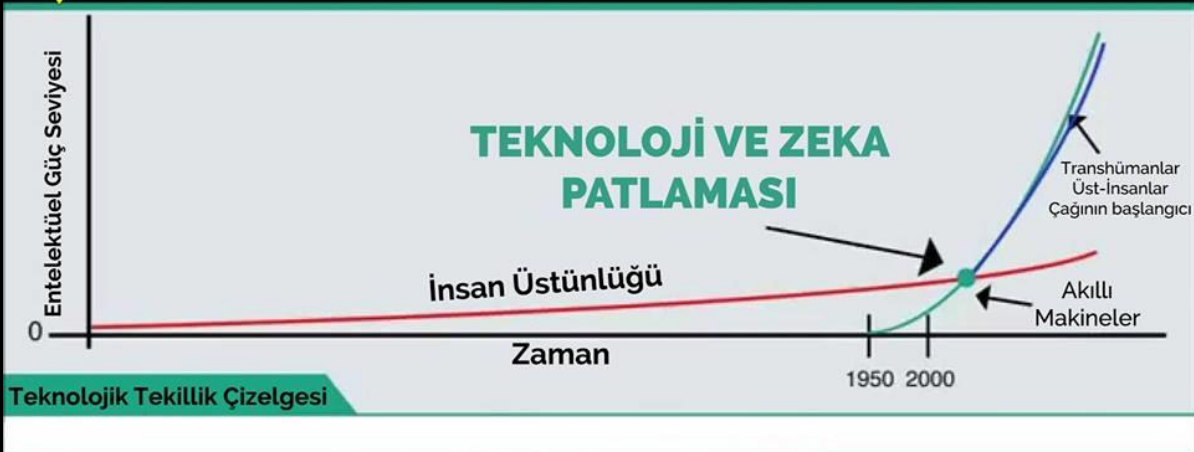 Entelektüel Güç Seviyesi
TEKNOLOJİ VE ZEKA
PATLAMASI
Transhümanlar
Üst-İnsanlar
Çağının başlangıcı
İnsan Üstünlüğü
Akıllı
Makineler
0
Zaman
1950 2000
Teknolojik Tekillik Çizelgesi